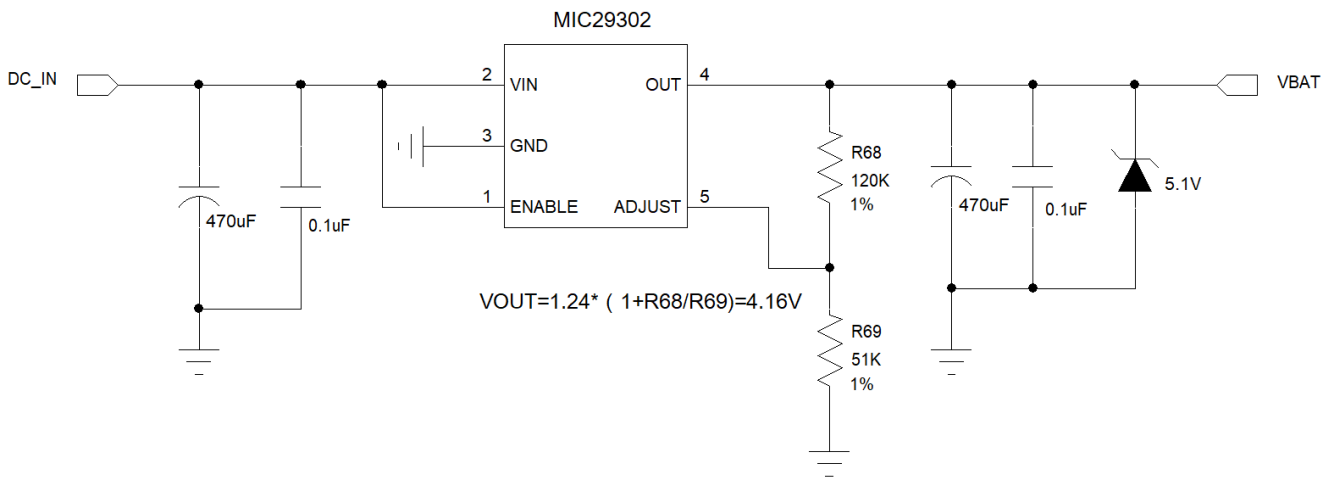 MIC29302
DC_IN
2
VIN
OUT
4
VBAT
3
GND
1
ENABLE
ADJUST
5
470uF
0.1uF
R68
120K
1%
470uF
0.1uF
5.1V
VOUT=1.24* ( 1+R68/R69)=4.16V
R69
51K
1%